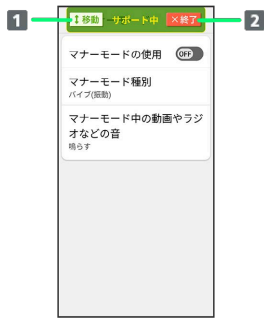 1
移動 サポート中 ×終了
2
マナーモードの使用 OFF
マナーモード種別
バイブ(振動)
マナーモード中の動画やラジ
オなどの音
鳴らす